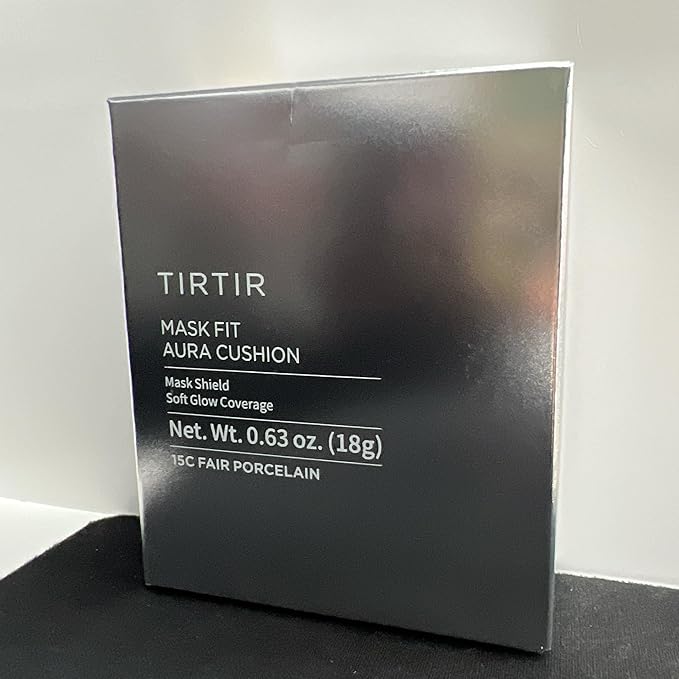 TIRTIR
MASK FIT
AURA CUSHION
Mask Shield
Soft Glow Coverage
Net. Wt. 0.63 oz. (18g)
15C FAIR PORCELAIN